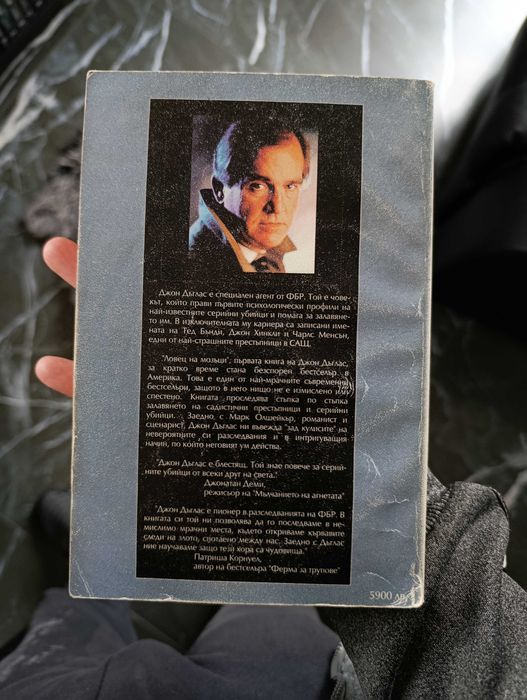 Джон Дъглас е специален агент от ФБР. Той е чове-
кът, който прави първите психологически профили на
най-известните серийни убийци и помага за залавяне-
то им. В изключителната му кариера са записани име-
ната на Тед Бънди, Джон Хинкли и Чарлс Менсън,
едни от най-страшните престъпници в САЩ.
"Ловец на мозъци", първата книга на Джон Дъглас,
за кратко време стана безспорен бестселър в
Америка. Това е един от най-мрачните съвременни
бестселъри, защото в него нищо не е измислено или
спестено. Книгата проследява стъпка по стъпка
залавянето на садистични престъпници и серийни
убийци. Заедно с Марк Олшейкър, романист и
сценарист, Джон Дъглас ни въвежда "зад кулисите" на
невероятните си разследвания и в интригуващия
начин, по който неговият ум действа.
"Джон Дъглас е блестящ. Той знае повече за серий-
ните убийци от всеки друг на света."
Джонатан Деми,
режисьор на "Мълчанието на агнетата"
"Джон Дъглас е пионер в разследванията на ФБР. В
книгата си той ни позволява да го последваме в не-
мислимо мрачни места, където откриваме кървавите
следи на злото, спотаено между нас. Заедно с Дъглас
ние научаваме защо тези хора са чудовища."
Патриша Корнуел,
автор на бестселъра "Ферма за трупове"
5900 лв.